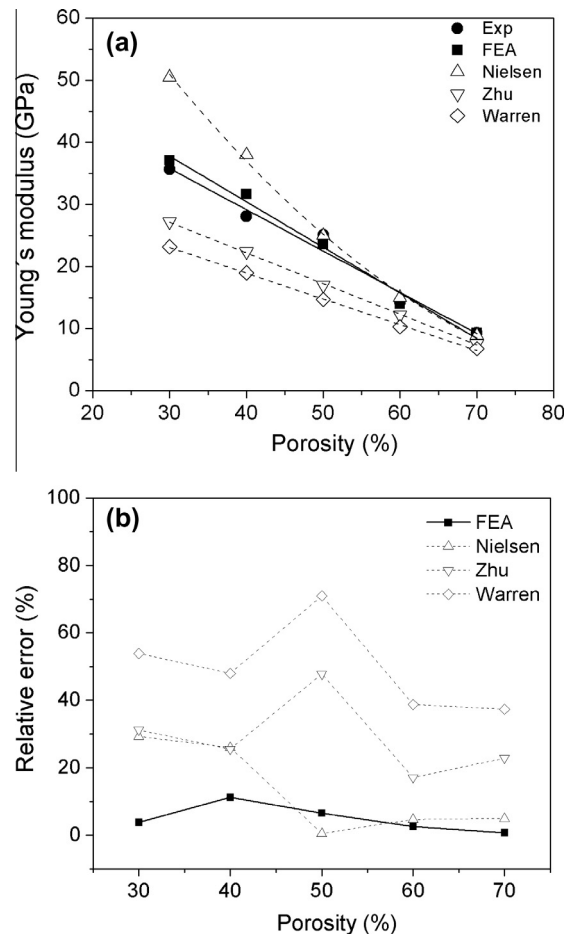 (a)
Exp
FEA
Nielsen
Zhu
Warren
Young´s modulus (GPa)
60
50
40
30
20
10
0
20 30 40 50 60 70 80
Porosity (%)
(b)
FEA
Nielsen
Zhu
Warren
Relative error (%)
100
80
60
40
20
0
30 40 50 60 70
Porosity (%)